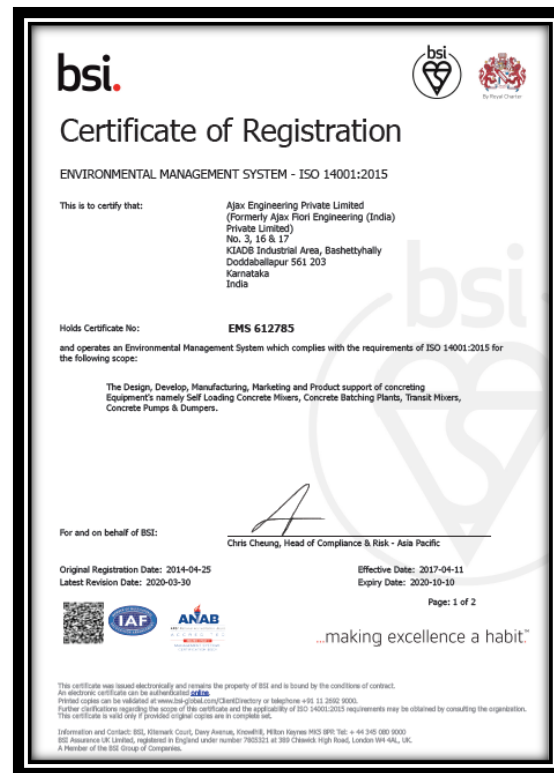 bsi.
bsi
By Royal Charter
Certificate of Registration
ENVIRONMENTAL MANAGEMENT SYSTEM - ISO 14001:2015
This is to certify that:
Ajax Engineering Private Limited
(Formerly Ajax Fiori Engineering (India)
Private Limited)
No. 3, 16 & 17
KIADB Industrial Area, Bashettyhally
Doddaballapur 561 203
Karnataka
India
bsi
Holds Certificate No:
EMS 612785
and operates an Environmental Management System which complies with the requirements of ISO 14001:2015 for
the following scope:
The Design, Develop, Manufacturing, Marketing and Product support of concreting
Equipment's namely Self Loading Concrete Mixers, Concrete Batching Plants, Transit Mixers,
Concrete Pumps & Dumpers.
For and on behalf of BSI:
Chris Cheung, Head of Compliance & Risk - Asia Pacific
Original Registration Date: 2014-04-25
Effective Date: 2017-04-11
Latest Revision Date: 2020-03-30
Expiry Date: 2020-10-10
Page: 1 of 2
IAF
ANAB
ACCREDITED
MANAGEMENT SYSTEMS
CERTIFICATION BODY
...making excellence a habit.™
This certificate was issued electronically and remains the property of BSI and is bound by the conditions of contract.
An electronic certificate can be authenticated online.
Printed copies can be validated at www.bsi-global.com/ClientDirectory or telephone +91 11 2692 9000.
Further clarifications regarding the scope of this certificate and the applicability of ISO 14001:2015 requirements may be obtained by consulting the organization.
This certificate is valid only if provided original copies are in complete set.
Information and Contact: BSI, Kitemark Court, Davy Avenue, Knowlhill, Milton Keynes MK5 8PP. Tel: + 44 345 080 9000
BSI Assurance UK Limited, registered in England under number 7805321 at 389 Chiswick High Road, London W4 4AL, UK.
A Member of the BSI Group of Companies.